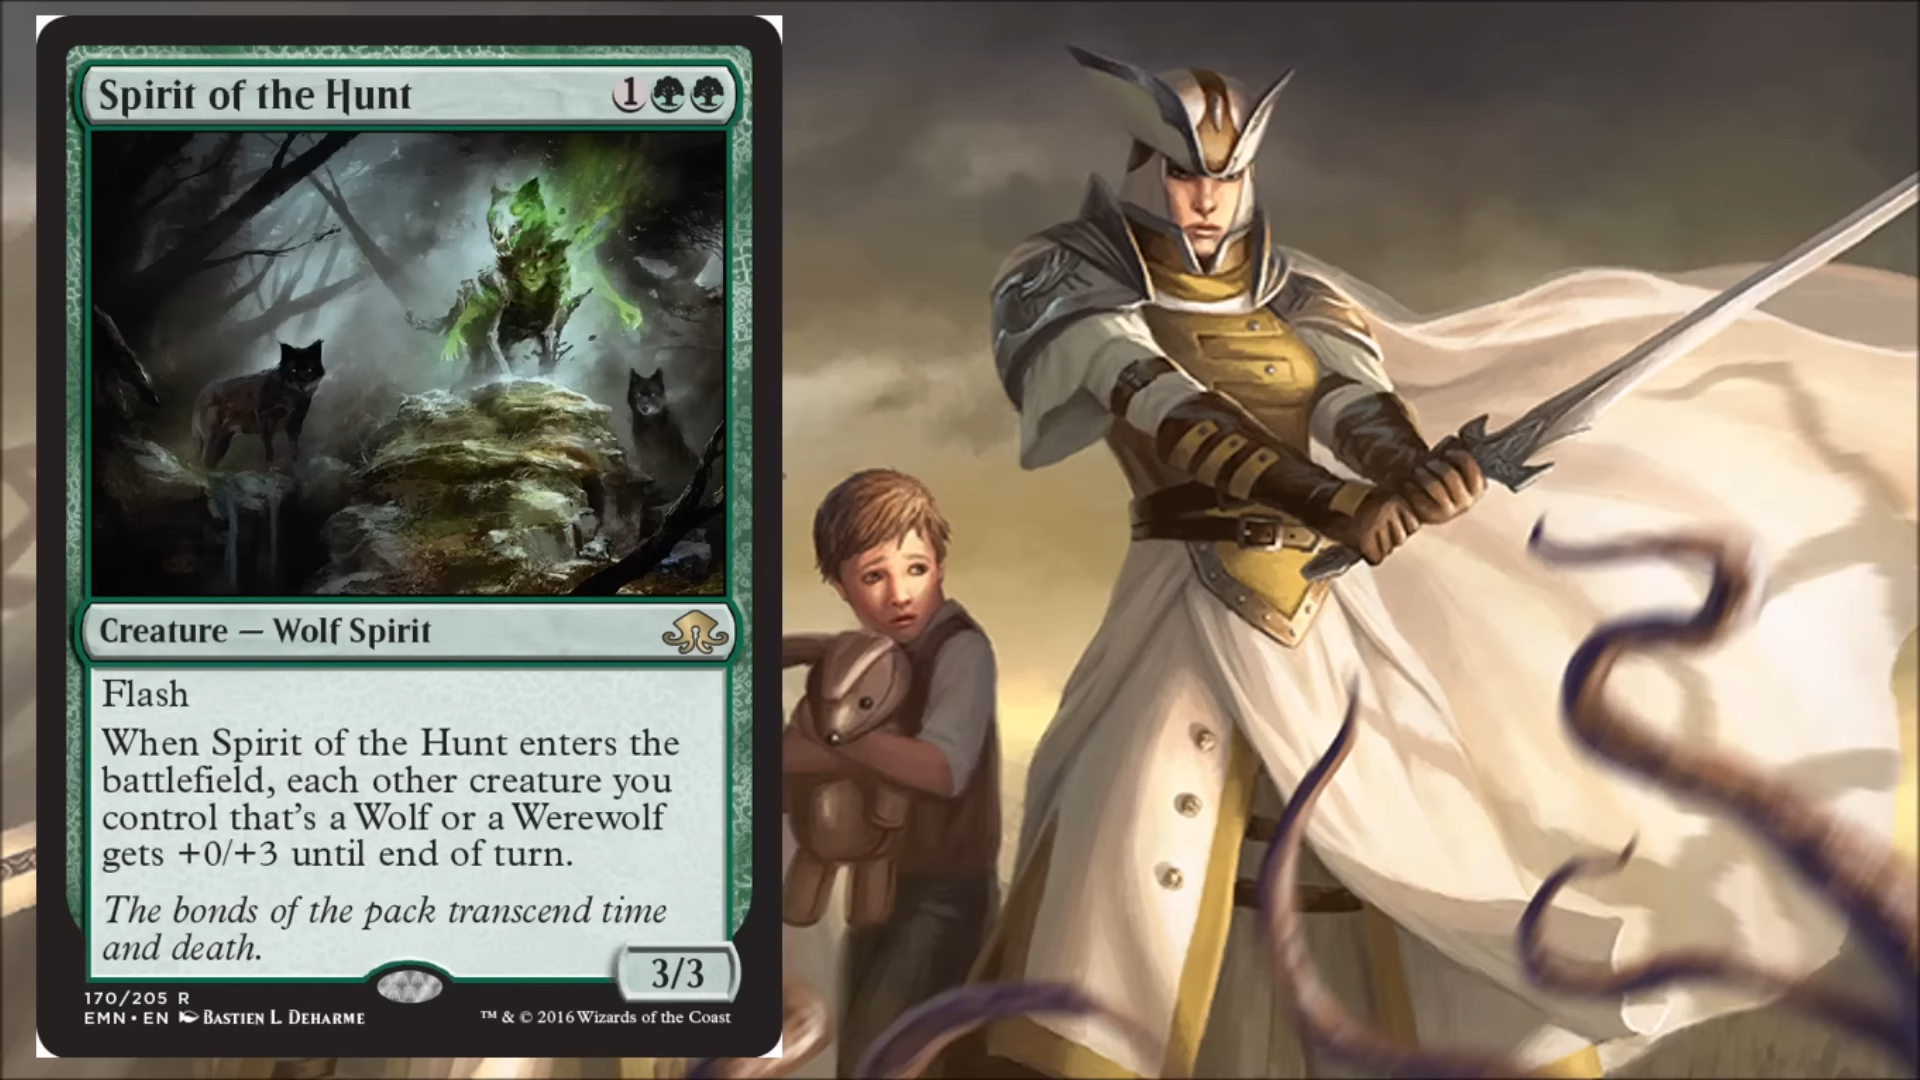 Spirit of the Hunt 1
Creature — Wolf Spirit
Flash
When Spirit of the Hunt enters the
battlefield, each other creature you
control that's a Wolf or a Werewolf
gets +0/+3 until end of turn.
The bonds of the pack transcend time
and death.
3/3
170/205 R
EMN • EN Bastien L. Deharme
™ & © 2016 Wizards of the Coast